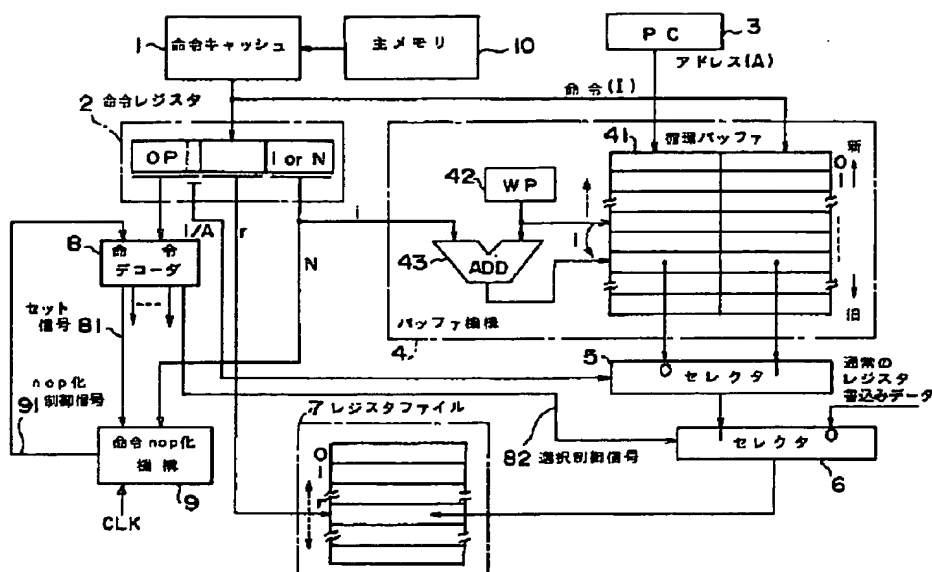 1 命令キャッシュ
主メモリ 10
PC 3
アドレス(A)
命令(I)
2 命令レジスタ
OP
I or N
41 循環バッファ
新
0
1
旧
42 WP
i
43 ADD
i
バッファ機構
4
I/A
r
N
8 命令デコーダ
セット信号 81
nop化制御信号 91
命令nop化機構
9
CLK
5
0 セレクタ 1
通常のレジスタ書込みデータ
1 セレクタ 0
6
82 選択制御信号
7 レジスタファイル
0
1
r